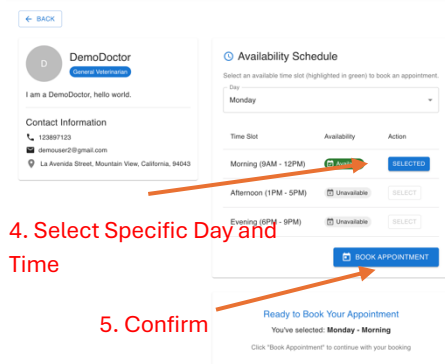 ← BACK
D
DemoDoctor
General Veterinarian
I am a DemoDoctor, hello world.
Contact Information
123897123
demouser2@gmail.com
La Avenida Street, Mountain View, California, 94043
Availability Schedule
Select an available time slot (highlighted in green) to book an appointment.
Day
Monday
Time Slot Availability Action
Morning (9AM - 12PM) SELECTED
Afternoon (1PM - 5PM) Unavailable SELECT
Evening (6PM - 9PM) Unavailable SELECT
BOOK APPOINTMENT
4. Select Specific Day and
Time
5. Confirm
Ready to Book Your Appointment
You've selected: Monday - Morning
Click "Book Appointment" to continue with your booking